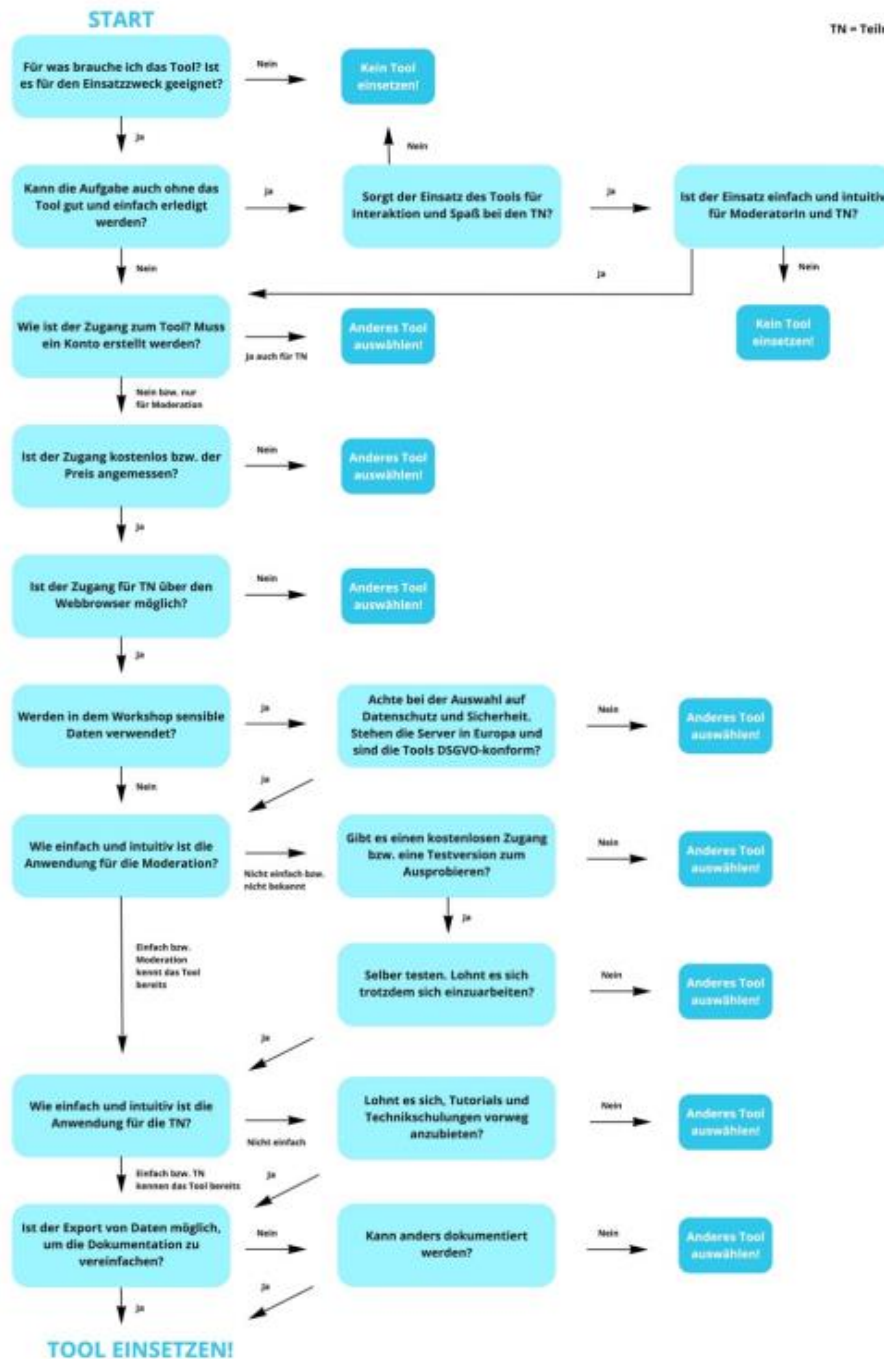 START
TN = Teiln
Für was brauche ich das Tool? Ist
es für den Einsatzzweck geeignet?
Nein
Kein Tool
einsetzen!
Ja
Nein
Kann die Aufgabe auch ohne das
Tool gut und einfach erledigt
werden?
Ja
Sorgt der Einsatz des Tools für
Interaktion und Spaß bei den TN?
Ja
Ist der Einsatz einfach und intuitiv
für ModeratorIn und TN?
Nein
Ja
Nein
Kein Tool
einsetzen!
Wie ist der Zugang zum Tool? Muss
ein Konto erstellt werden?
Ja auch für TN
Anderes Tool
auswählen!
Nein bzw. nur
für Moderation
Ist der Zugang kostenlos bzw. der
Preis angemessen?
Nein
Anderes Tool
auswählen!
Ja
Ist der Zugang für TN über den
Webbrowser möglich?
Nein
Anderes Tool
auswählen!
Ja
Werden in dem Workshop sensible
Daten verwendet?
Ja
Achte bei der Auswahl auf
Datenschutz und Sicherheit.
Stehen die Server in Europa und
sind die Tools DSGVO-konform?
Nein
Anderes Tool
auswählen!
Nein
Ja
Wie einfach und intuitiv ist die
Anwendung für die Moderation?
Nicht einfach bzw.
nicht bekannt
Gibt es einen kostenlosen Zugang
bzw. eine Testversion zum
Ausprobieren?
Nein
Anderes Tool
auswählen!
Ja
Einfach bzw.
Moderation
kennt das Tool
bereits
Selber testen. Lohnt es sich
trotzdem sich einzuarbeiten?
Nein
Anderes Tool
auswählen!
Ja
Wie einfach und intuitiv ist die
Anwendung für die TN?
Nicht einfach
Lohnt es sich, Tutorials und
Technikschulungen vorweg
anzubieten?
Nein
Anderes Tool
auswählen!
Einfach bzw. TN
kennen das Tool bereits
Ja
Ist der Export von Daten möglich,
um die Dokumentation zu
vereinfachen?
Nein
Kann anders dokumentiert
werden?
Nein
Anderes Tool
auswählen!
Ja
Ja
TOOL EINSETZEN!